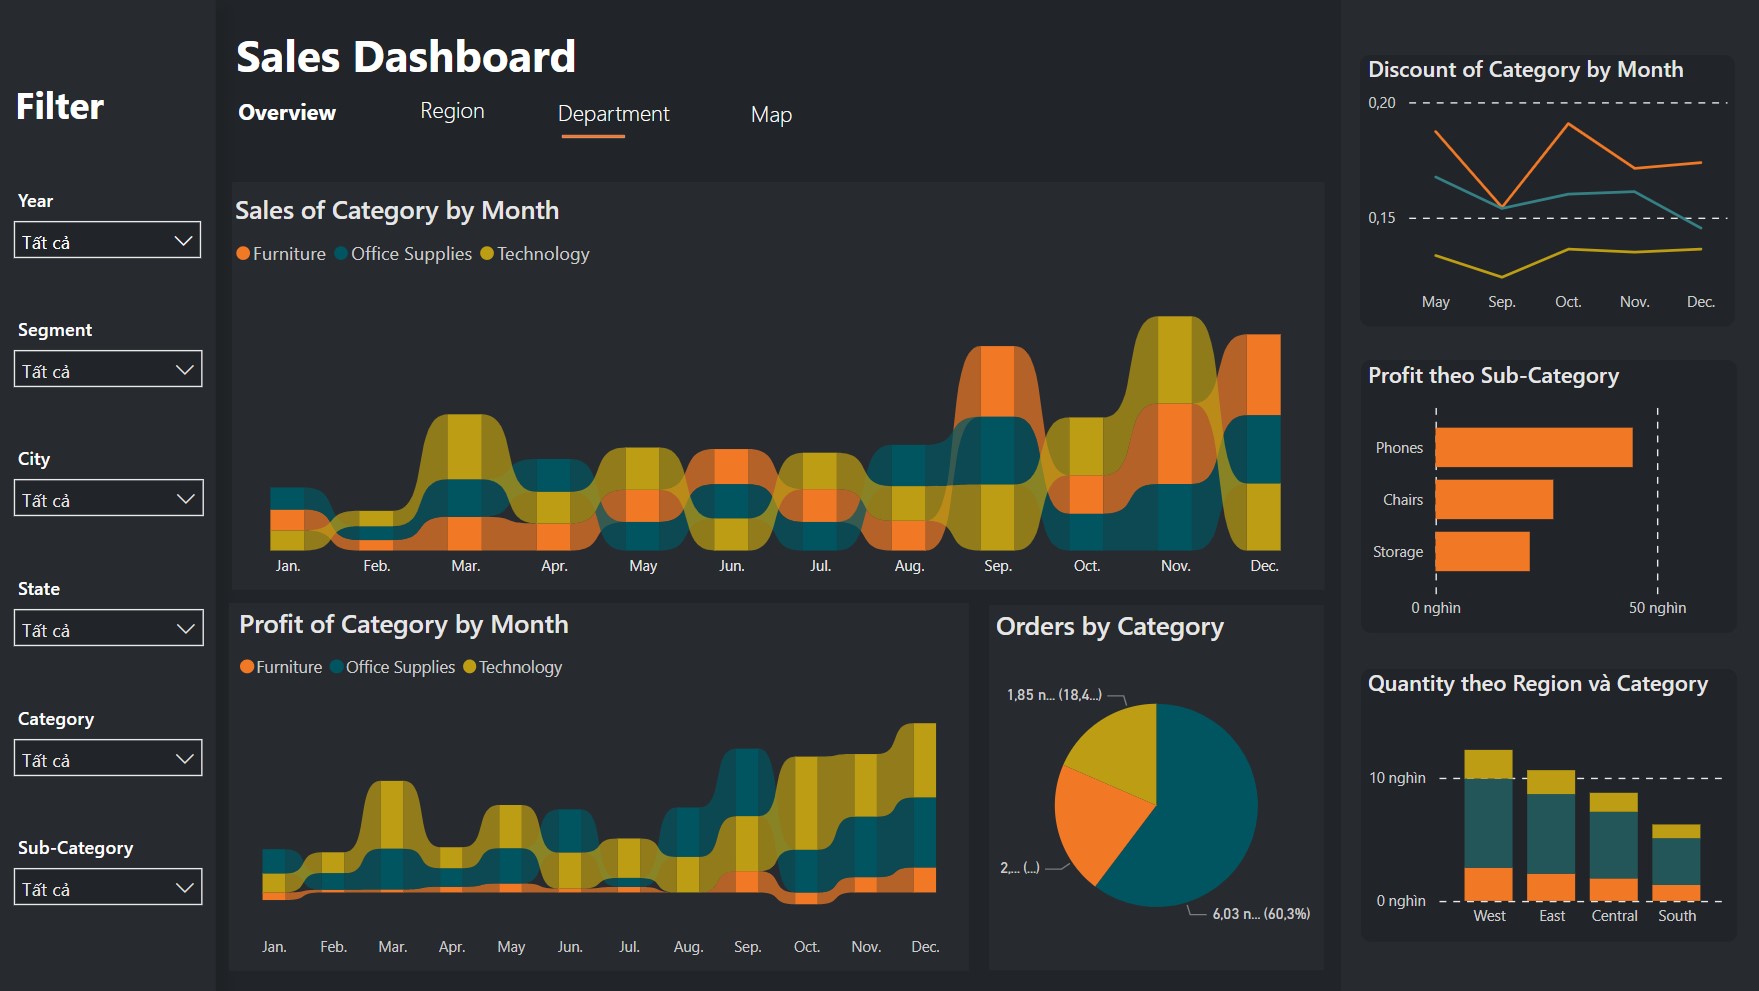 Filter
Year
Tất cả
Segment
Tất cả
City
Tất cả
State
Tất cả
Category
Tất cả
Sub-Category
Tất cả
Sales Dashboard
Overview Region Department Map
Sales of Category by Month
Furniture Office Supplies Technology
Jan. Feb. Mar. Apr. May Jun. Jul. Aug. Sep. Oct. Nov. Dec.
Profit of Category by Month
Furniture Office Supplies Technology
Jan. Feb. Mar. Apr. May Jun. Jul. Aug. Sep. Oct. Nov. Dec.
Orders by Category
1,85 n... (18,4...)
2,... (...)
6,03 n... (60,3%)
Discount of Category by Month
0,20
0,15
May Sep. Oct. Nov. Dec.
Profit theo Sub-Category
Phones
Chairs
Storage
0 nghìn 50 nghìn
Quantity theo Region và Category
10 nghìn
0 nghìn
West East Central South